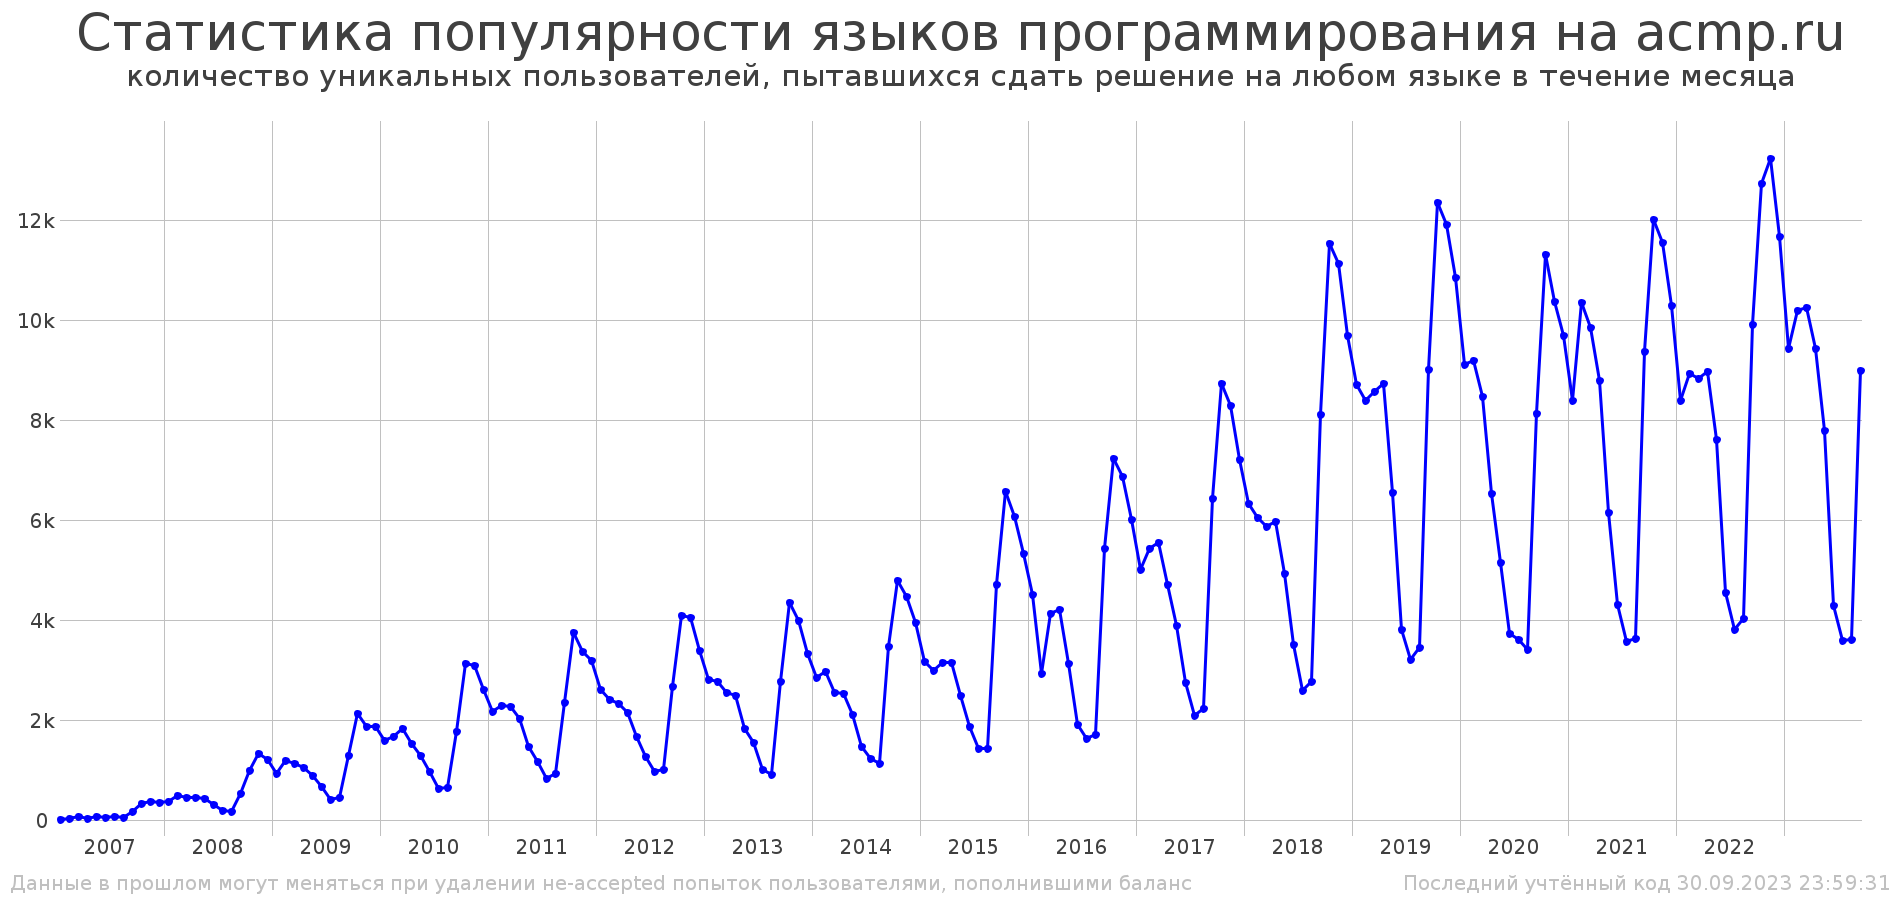 Статистика популярности языков программирования на acmp.ru
количество уникальных пользователей, пытавшихся сдать решение на любом языке в течение месяца
12k
10k
8k
6k
4k
2k
0
2007 2008 2009 2010 2011 2012 2013 2014 2015 2016 2017 2018 2019 2020 2021 2022
Данные в прошлом могут меняться при удалении не-accepted попыток пользователями, пополнившими баланс
Последний учтённый код 30.09.2023 23:59:31